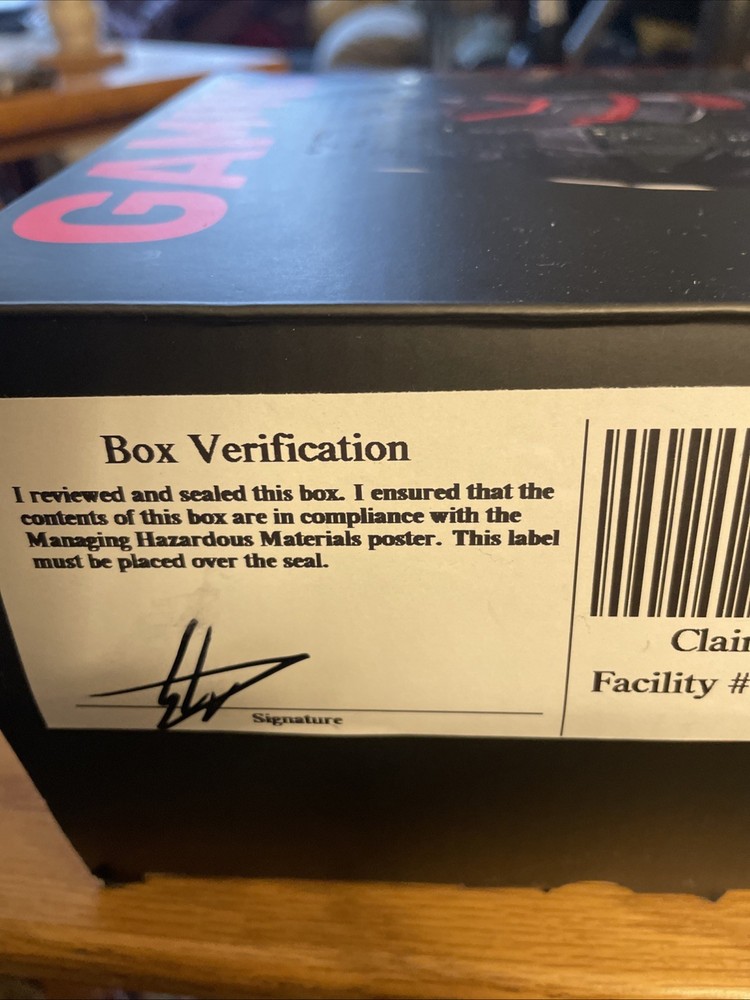 Box Verification
I reviewed and sealed this box. I ensured that the
contents of this box are in compliance with the
Managing Hazardous Materials poster. This label
must be placed over the seal.
Signature
Clai
Facility #